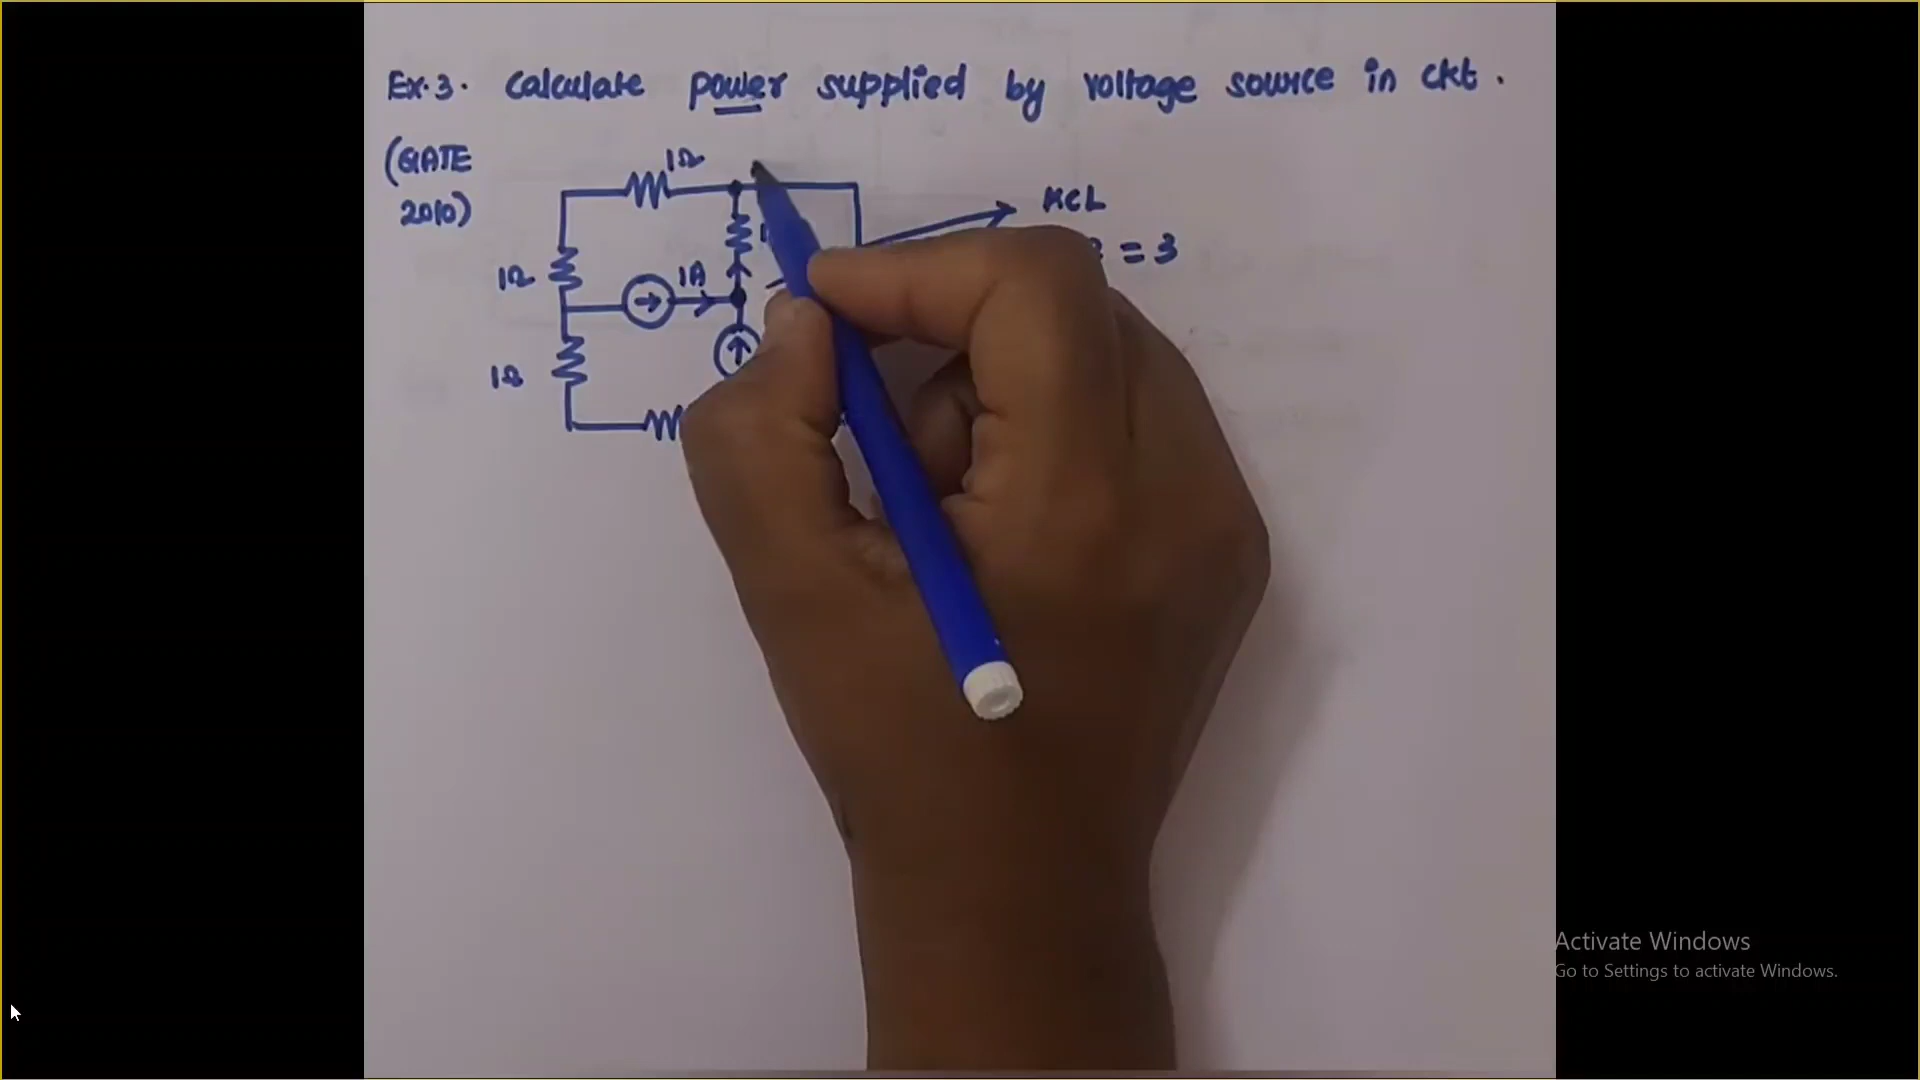 Ex.3. calculate power supplied by voltage source in ckt.
(GATE
2010)
1Ω
KCL
= 3
1Ω
1A
1Ω
Activate Windows
Go to Settings to activate Windows.